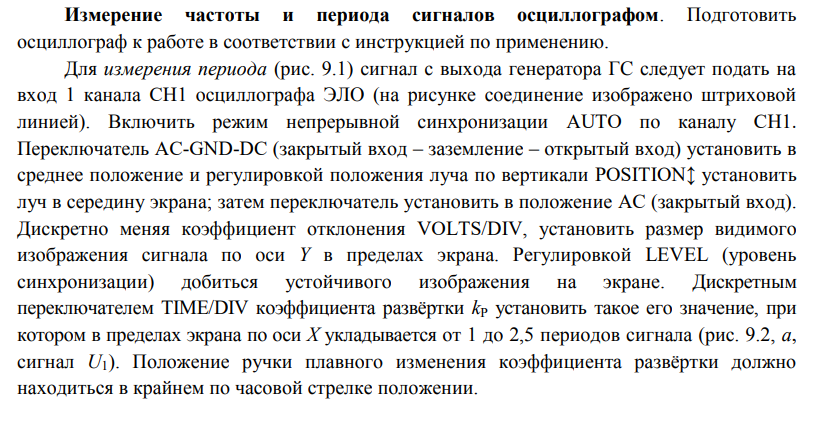 Измерение частоты и периода сигналов осциллографом. Подготовить
осциллограф к работе в соответствии с инструкцией по применению.
Для измерения периода (рис. 9.1) сигнал с выхода генератора ГС следует подать на
вход 1 канала CH1 осциллографа ЭЛО (на рисунке соединение изображено штриховой
линией). Включить режим непрерывной синхронизации AUTO по каналу CH1.
Переключатель AC-GND-DC (закрытый вход – заземление – открытый вход) установить в
среднее положение и регулировкой положения луча по вертикали POSITION↕ установить
луч в середину экрана; затем переключатель установить в положение AC (закрытый вход).
Дискретно меняя коэффициент отклонения VOLTS/DIV, установить размер видимого
изображения сигнала по оси Y в пределах экрана. Регулировкой LEVEL (уровень
синхронизации) добиться устойчивого изображения на экране. Дискретным
переключателем TIME/DIV коэффициента развёртки kР установить такое его значение, при
котором в пределах экрана по оси X укладывается от 1 до 2,5 периодов сигнала (рис. 9.2, а,
сигнал U1). Положение ручки плавного изменения коэффициента развёртки должно
находиться в крайнем по часовой стрелке положении.